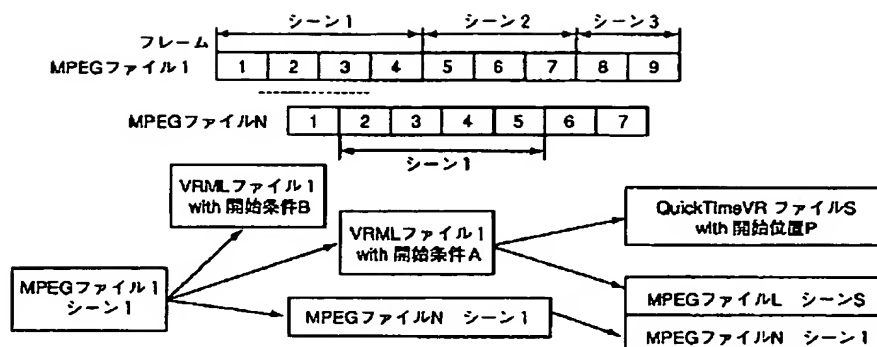 シーン1 シーン2 シーン3
フレーム
MPEGファイル1 1 2 3 4 5 6 7 8 9
MPEGファイルN 1 2 3 4 5 6 7
シーン1
VRMLファイル1
with 開始条件B
VRMLファイル1
with 開始条件A
QuickTimeVR ファイルS
with 開始位置P
MPEGファイル1
シーン1
MPEGファイルN シーン1
MPEGファイルL シーンS
MPEGファイルN シーン1